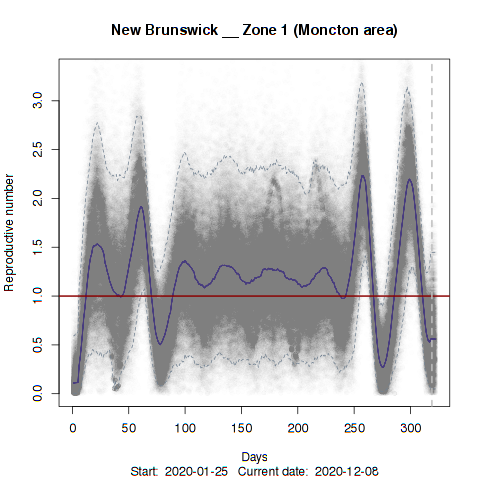 New Brunswick __ Zone 1 (Moncton area)
Reproductive number
3.0
2.5
2.0
1.5
1.0
0.5
0.0
0 50 100 150 200 250 300
Days
Start: 2020-01-25 Current date: 2020-12-08